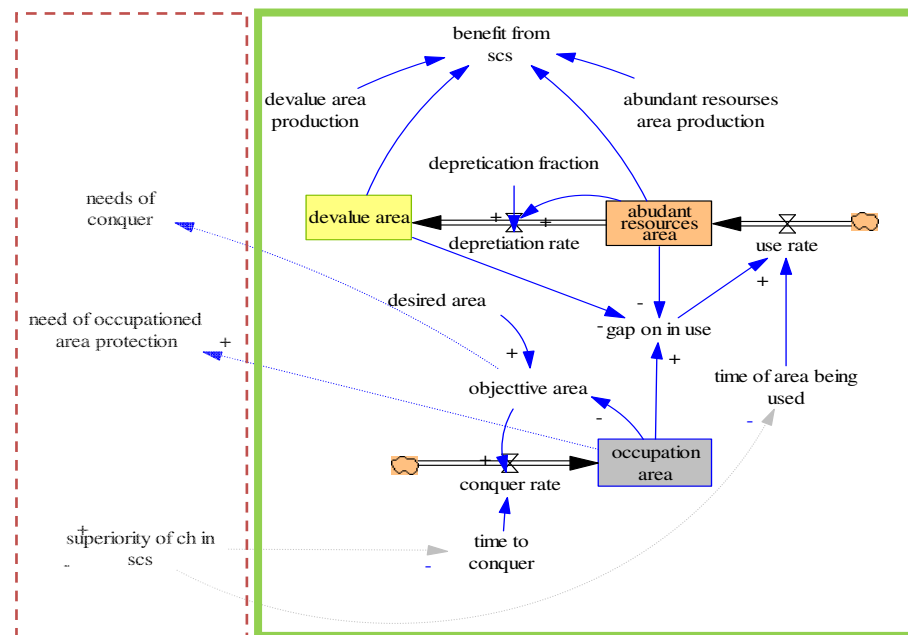 benefit from
scs
devalue area
production
abundant resourses
area production
depretication fraction
needs of
conquer
devalue area
+
+
depretiation rate
abudant
resources
area
use rate
+
desired area
-
-
gap on in use
+
need of occupationed
area protection
+
+
objecttive area
-
time of area being
used
-
+
conquer rate
occupation
area
+
superiority of ch in
scs
-
time to
conquer
-